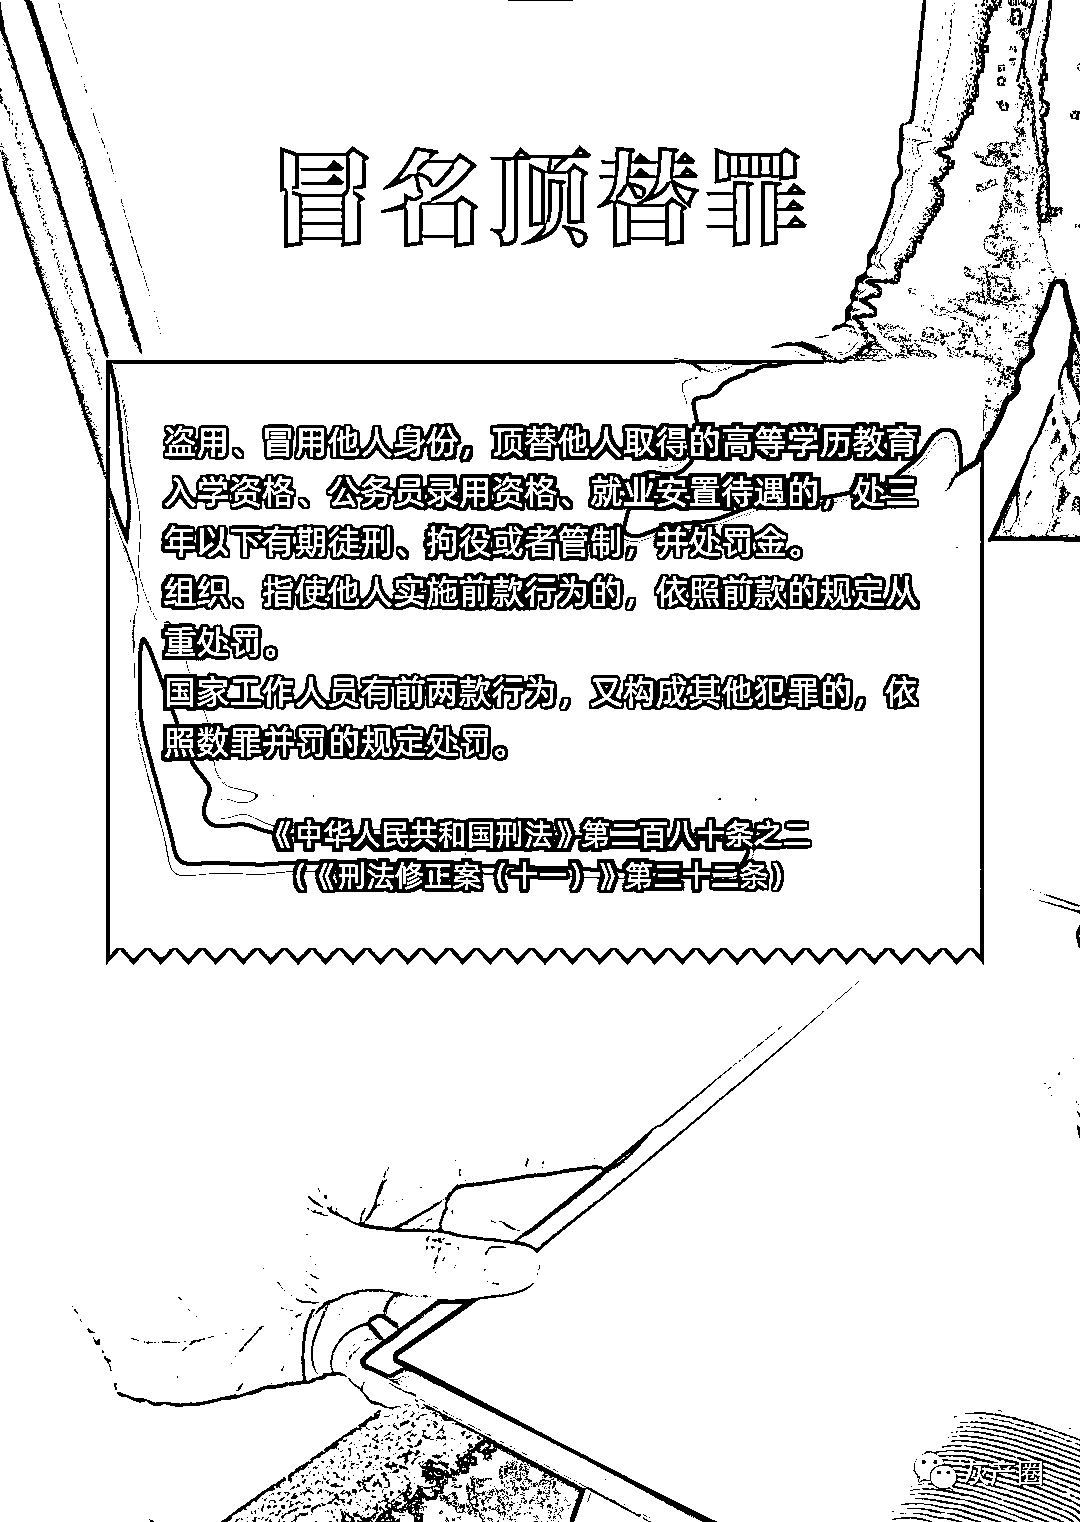 冒名顶替罪
盗用、冒用他人身份，顶替他人取得的高等学历教育
入学资格、公务员录用资格、就业安置待遇的，处三
年以下有期徒刑、拘役或者管制，并处罚金。
组织、指使他人实施前款行为的，依照前款的规定从
重处罚。
国家工作人员有前两款行为，又构成其他犯罪的，依
照数罪并罚的规定处罚。
《中华人民共和国刑法》第二百八十条之二
（《刑法修正案（十一）》第三十二条）
灰产圈